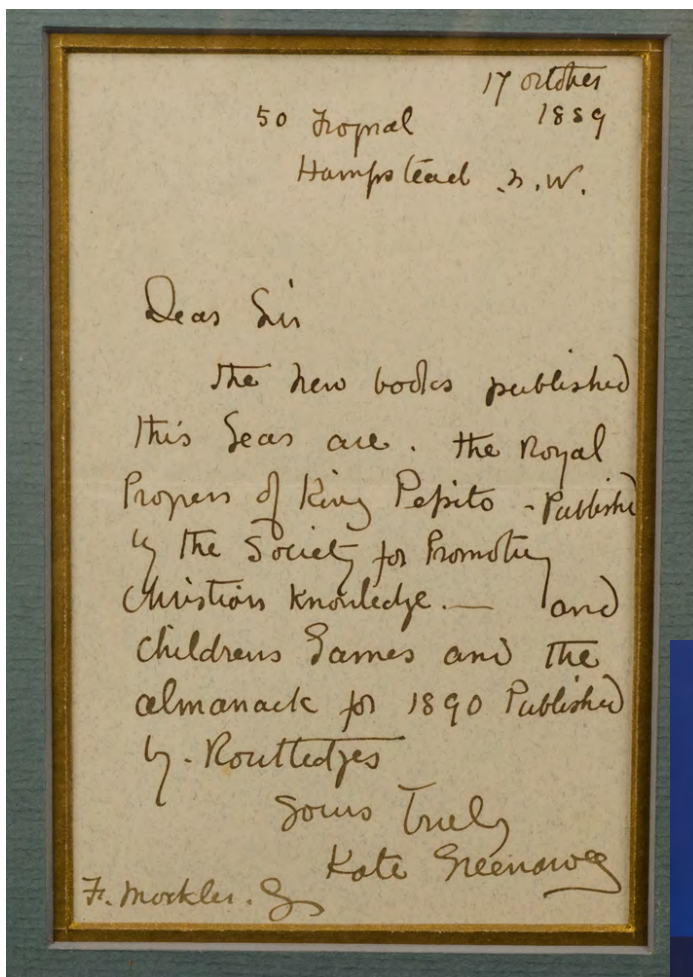 17 October
1889
50 Frognal
Hampstead .N.W.
Dear Sir
The new books published
this Year are . The Royal
Progress of King Pepito - Publishe
by the Society for Promoting
Christian Knowledge. — and
Childrens Games and the
almanack for 1890 Published
by - Routledges
Yours Truly
Kate Greenaway
F. Mockler. Esq